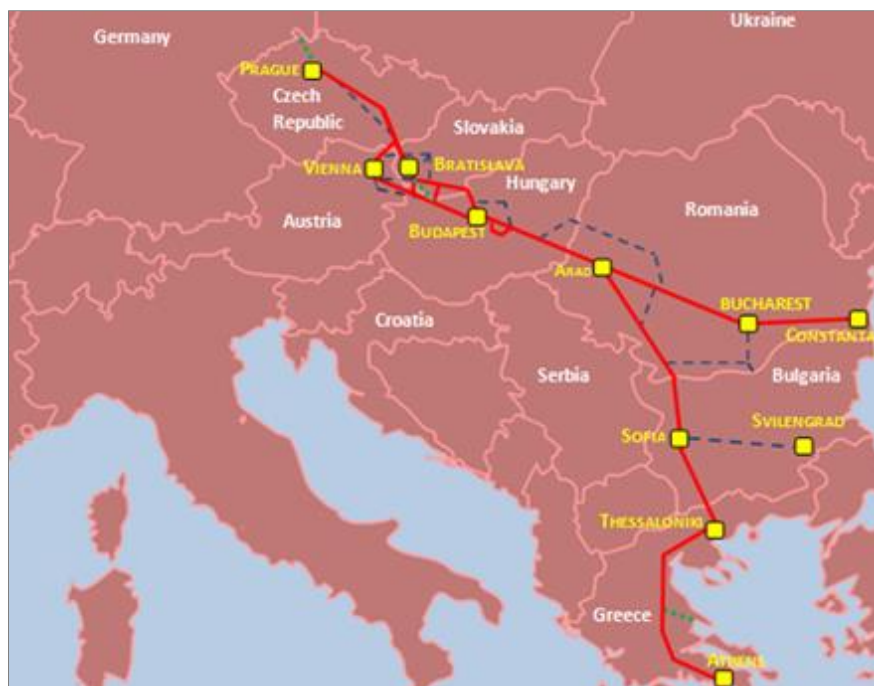 Germany
Ukraine
PRAGUE
Czech
Republic
Slovakia
VIENNA
BRATISLAVA
Hungary
Romania
Austria
BUDAPEST
ARAD
BUCHAREST
Croatia
CONSTANTA
Serbia
Bulgaria
SOFIA
SVILENGRAD
THESSALONIKI
Greece
ATHENS